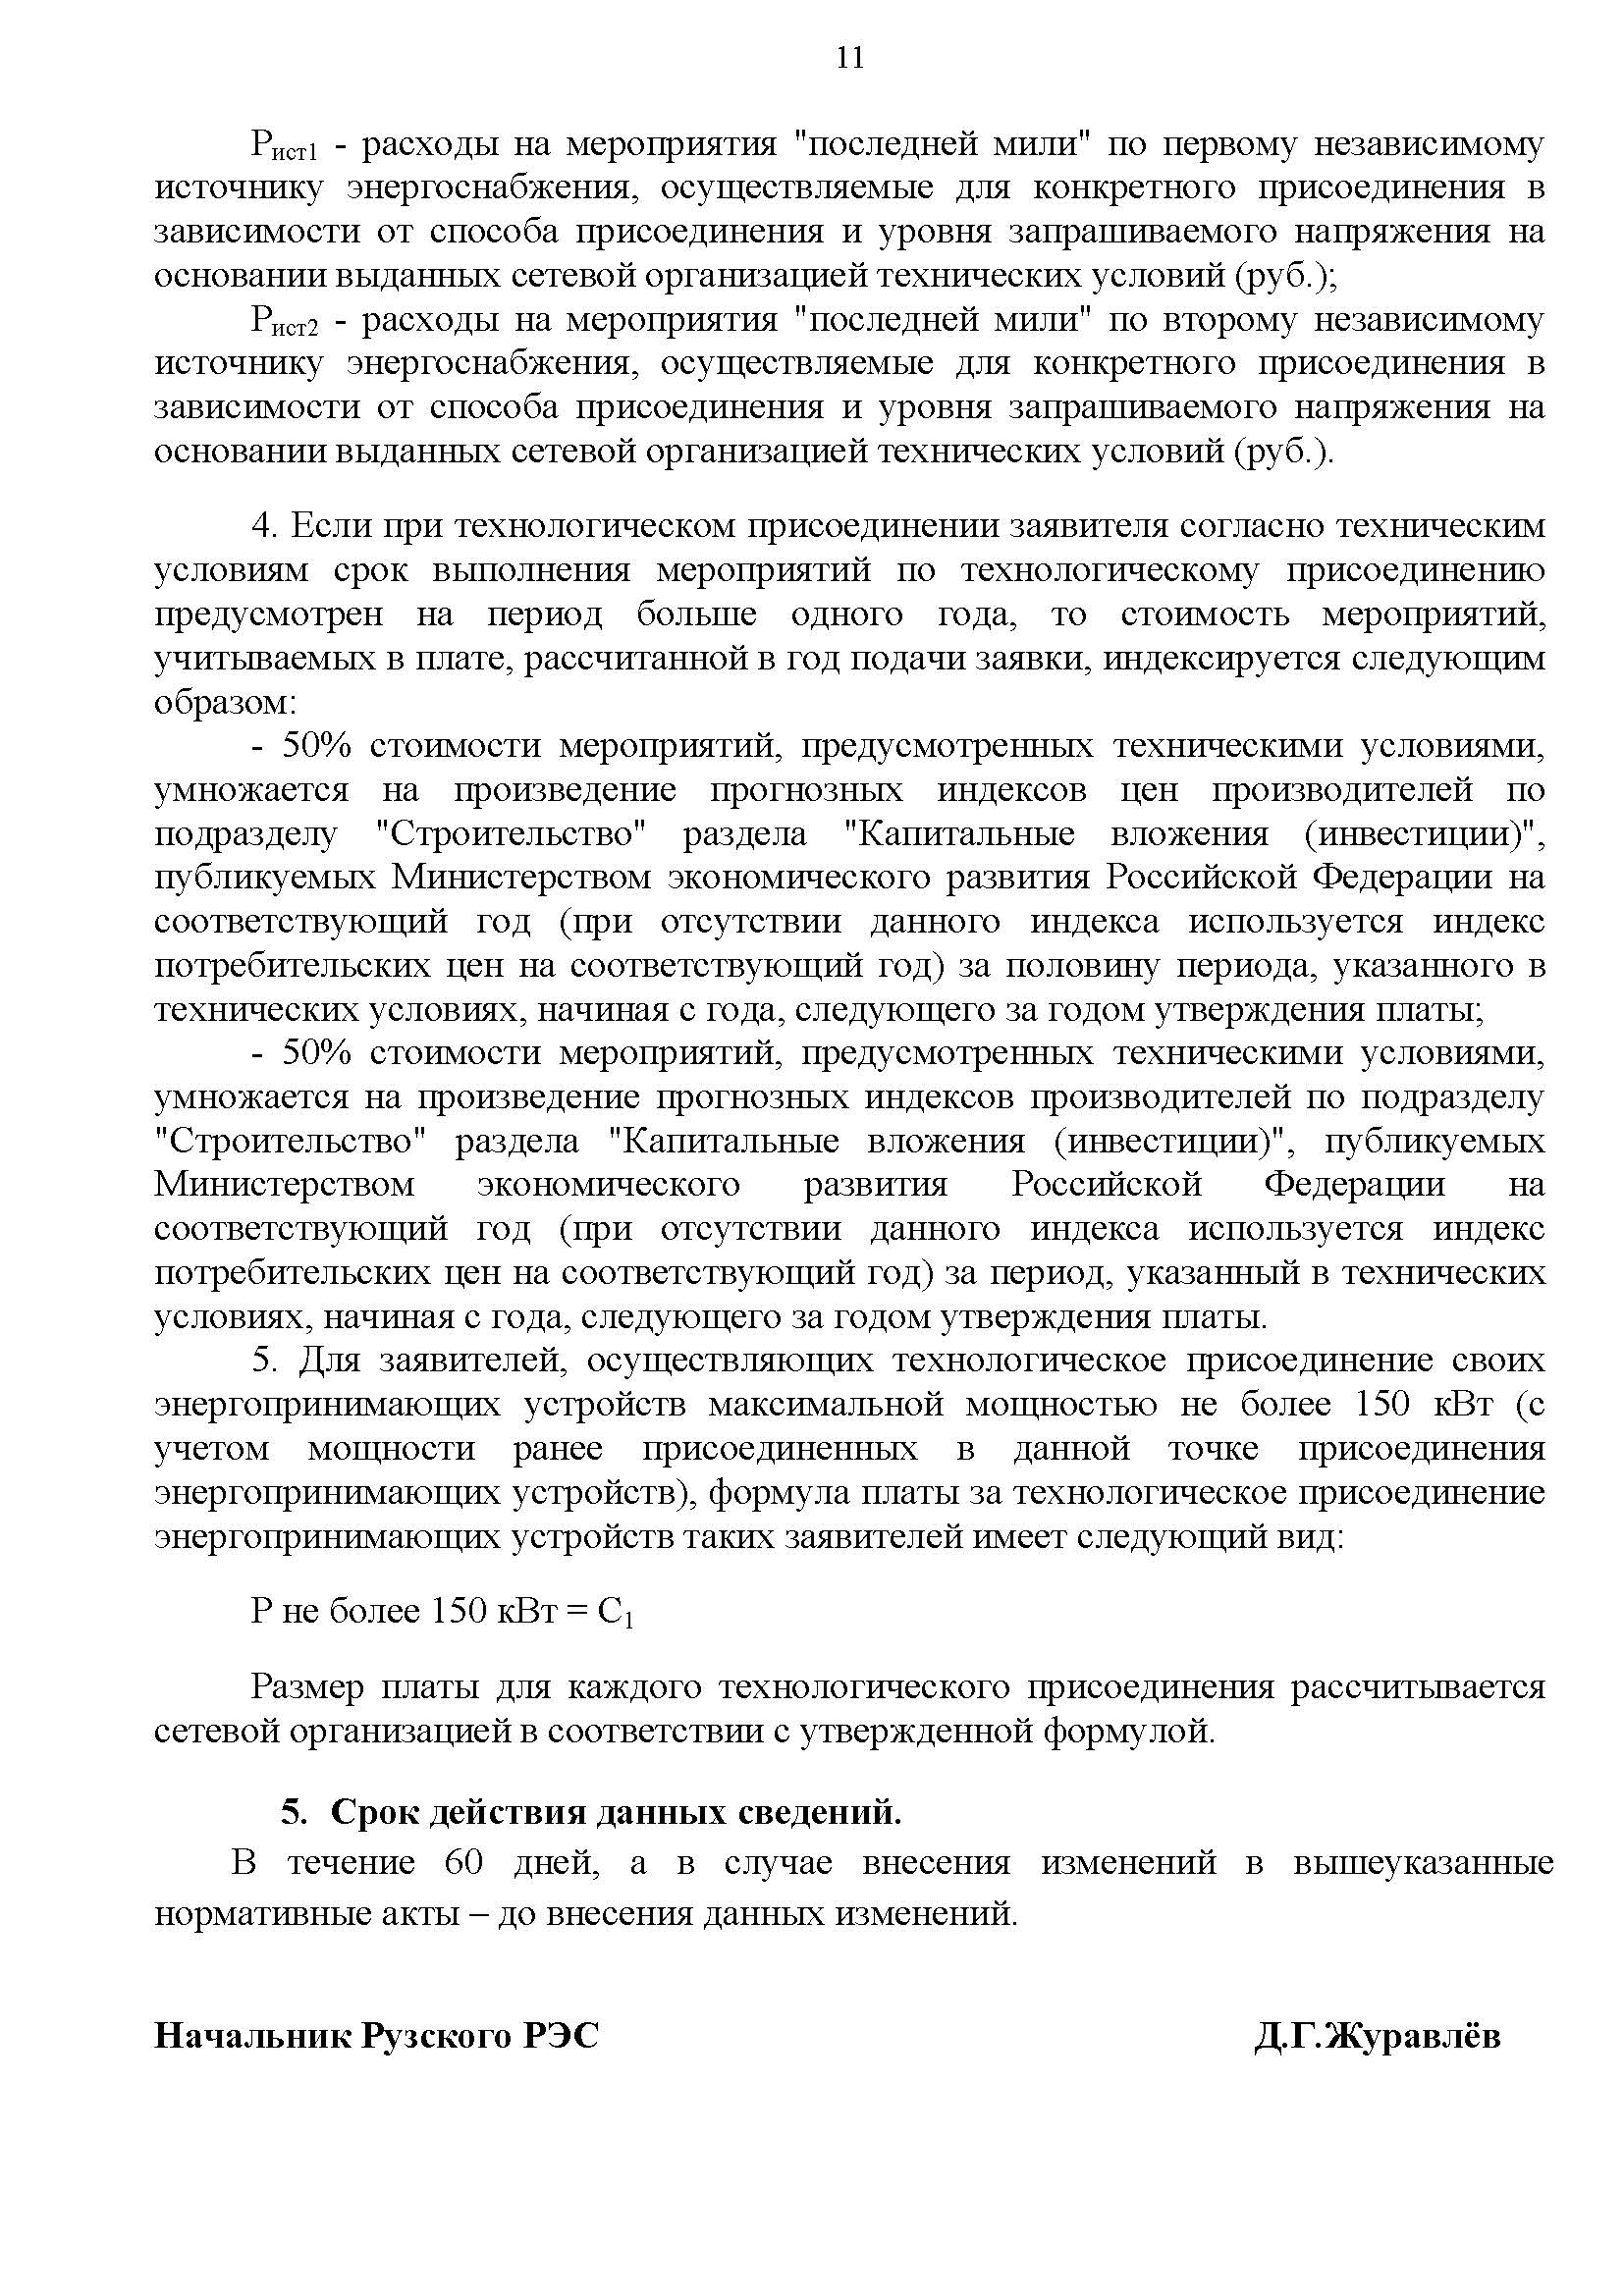 11
Рист1 - расходы на мероприятия "последней мили" по первому независимому
источнику энергоснабжения, осуществляемые для конкретного присоединения в
зависимости от способа присоединения и уровня запрашиваемого напряжения на
основании выданных сетевой организацией технических условий (руб.);
Рист2 - расходы на мероприятия "последней мили" по второму независимому
источнику энергоснабжения, осуществляемые для конкретного присоединения в
зависимости от способа присоединения и уровня запрашиваемого напряжения на
основании выданных сетевой организацией технических условий (руб.).
4. Если при технологическом присоединении заявителя согласно техническим
условиям срок выполнения мероприятий по технологическому присоединению
предусмотрен на период больше одного года, то стоимость мероприятий,
учитываемых в плате, рассчитанной в год подачи заявки, индексируется следующим
образом:
- 50% стоимости мероприятий, предусмотренных техническими условиями,
умножается на произведение прогнозных индексов цен производителей по
подразделу "Строительство" раздела "Капитальные вложения (инвестиции)",
публикуемых Министерством экономического развития Российской Федерации на
соответствующий год (при отсутствии данного индекса используется индекс
потребительских цен на соответствующий год) за половину периода, указанного в
технических условиях, начиная с года, следующего за годом утверждения платы;
- 50% стоимости мероприятий, предусмотренных техническими условиями,
умножается на произведение прогнозных индексов производителей по подразделу
"Строительство" раздела "Капитальные вложения (инвестиции)", публикуемых
Министерством экономического развития Российской Федерации на
соответствующий год (при отсутствии данного индекса используется индекс
потребительских цен на соответствующий год) за период, указанный в технических
условиях, начиная с года, следующего за годом утверждения платы.
5. Для заявителей, осуществляющих технологическое присоединение своих
энергопринимающих устройств максимальной мощностью не более 150 кВт (с
учетом мощности ранее присоединенных в данной точке присоединения
энергопринимающих устройств), формула платы за технологическое присоединение
энергопринимающих устройств таких заявителей имеет следующий вид:
Р не более 150 кВт = С1
Размер платы для каждого технологического присоединения рассчитывается
сетевой организацией в соответствии с утвержденной формулой.
5. Срок действия данных сведений.
В течение 60 дней, а в случае внесения изменений в вышеуказанные
нормативные акты – до внесения данных изменений.
Начальник Рузского РЭС Д.Г.Журавлёв